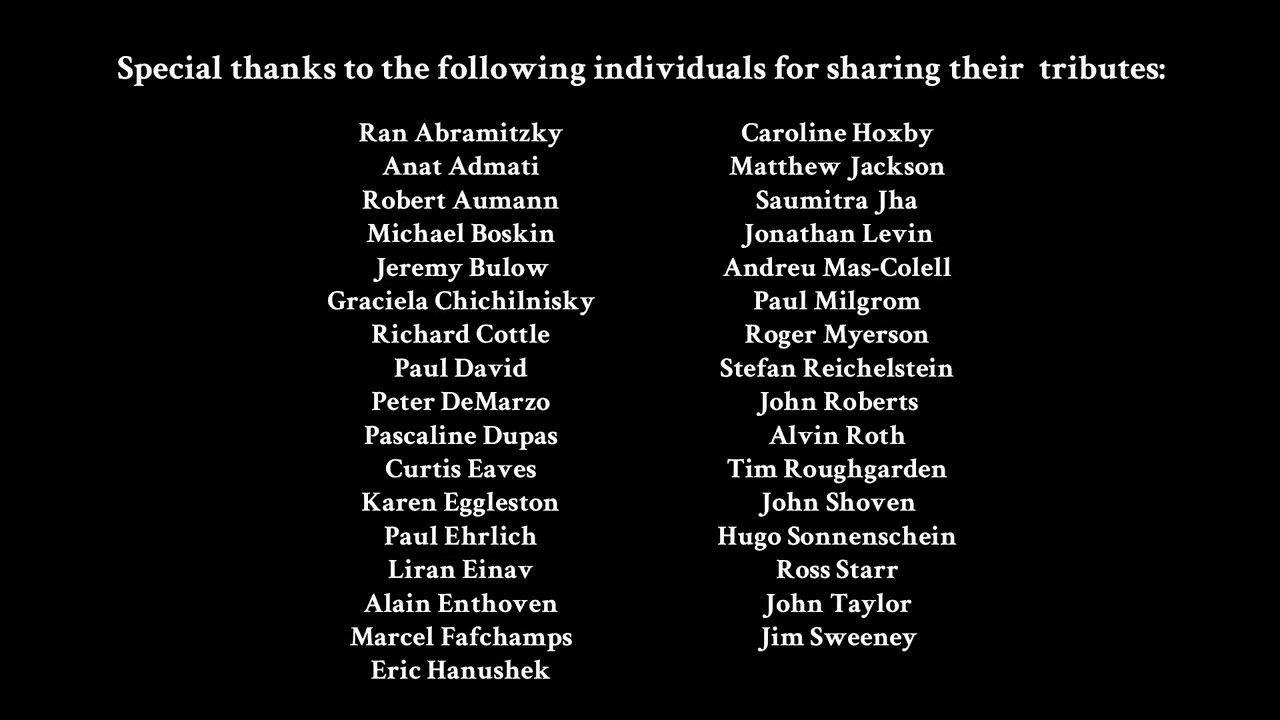 Special thanks to the following individuals for sharing their  tributes:
Ran Abramitzky
Anat Admati
Robert Aumann
Michael Boskin
Jeremy Bulow
Graciela Chichilnisky
Richard Cottle
Paul David
Peter DeMarzo
Pascaline Dupas
Curtis Eaves
Karen Eggleston
Paul Ehrlich
Liran Einav
Alain Enthoven
Marcel Fafchamps
Eric Hanushek
Caroline Hoxby
Matthew Jackson
Saumitra Jha
Jonathan Levin
Andreu Mas-Colell
Paul Milgrom
Roger Myerson
Stefan Reichelstein
John Roberts
Alvin Roth
Tim Roughgarden
John Shoven
Hugo Sonnenschein
Ross Starr
John Taylor
Jim Sweeney